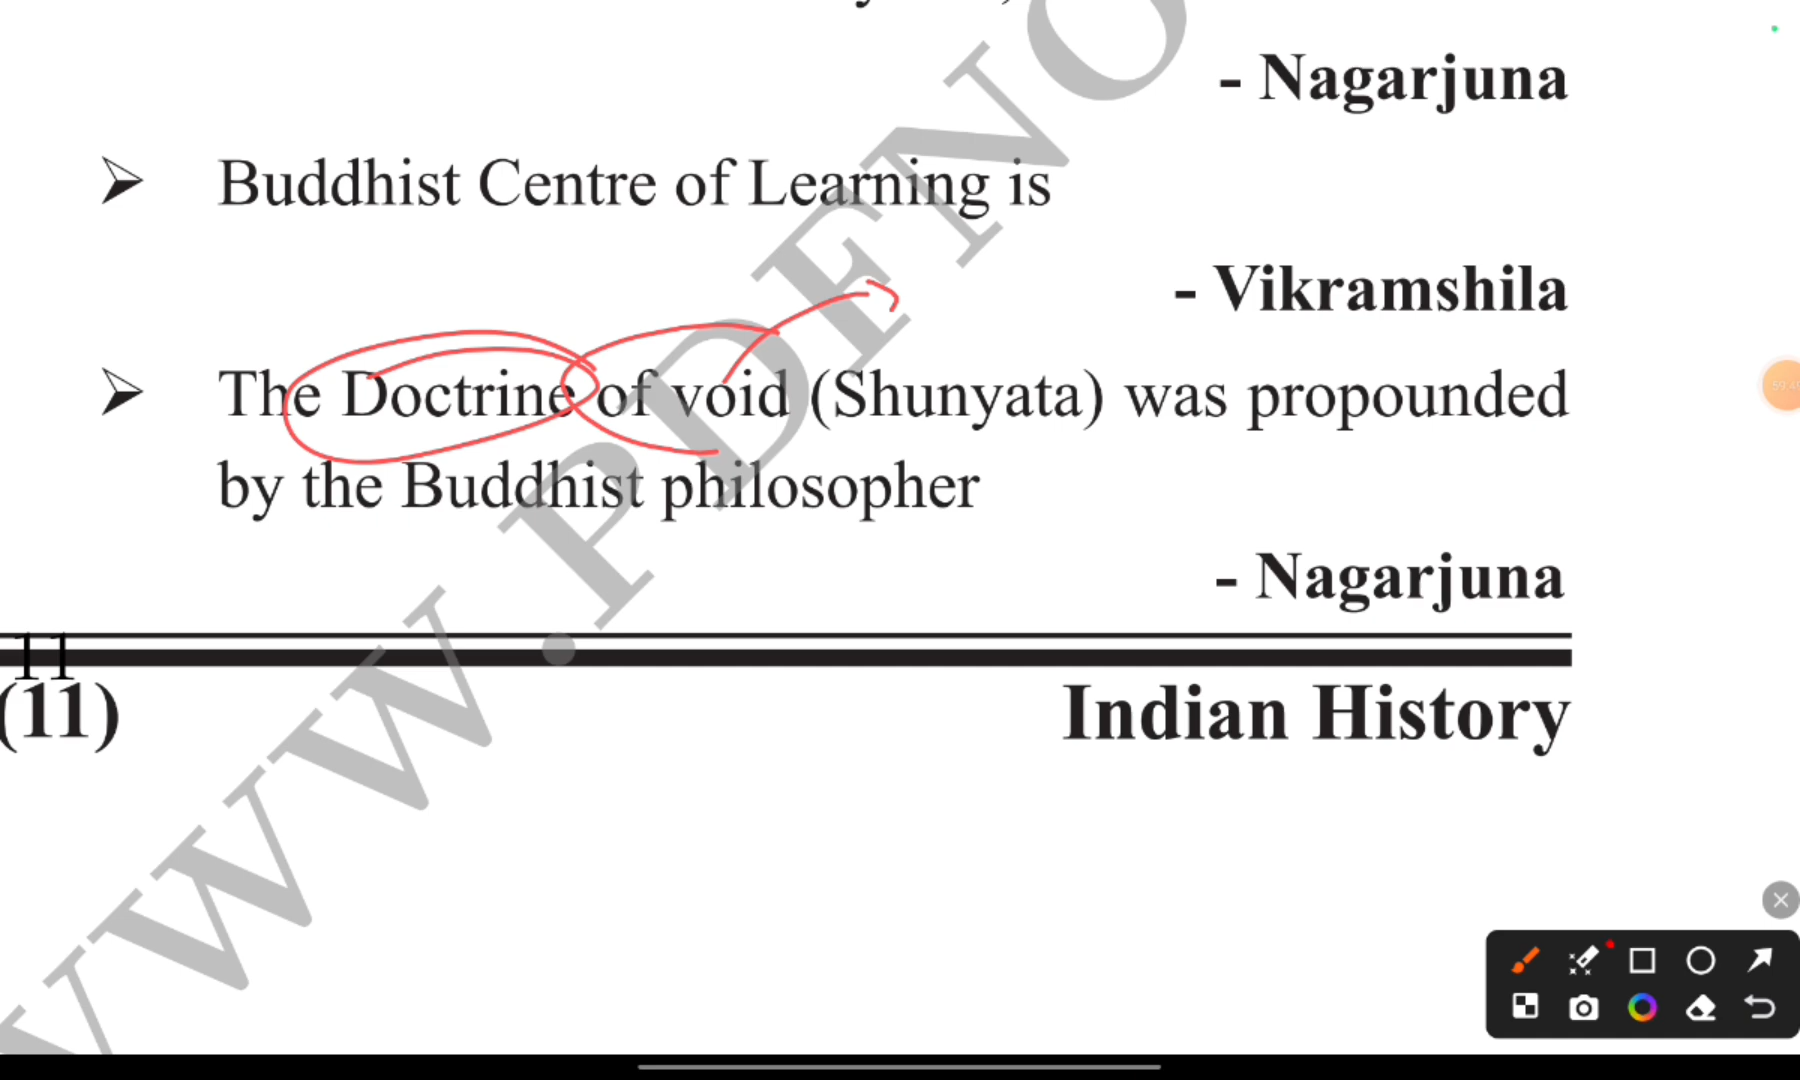 - Nagarjuna
➢ Buddhist Centre of Learning is
- Vikramshila
➢ The Doctrine of void (Shunyata) was propounded
by the Buddhist philosopher
- Nagarjuna
11
(11)
Indian History
WWW.PDFNO